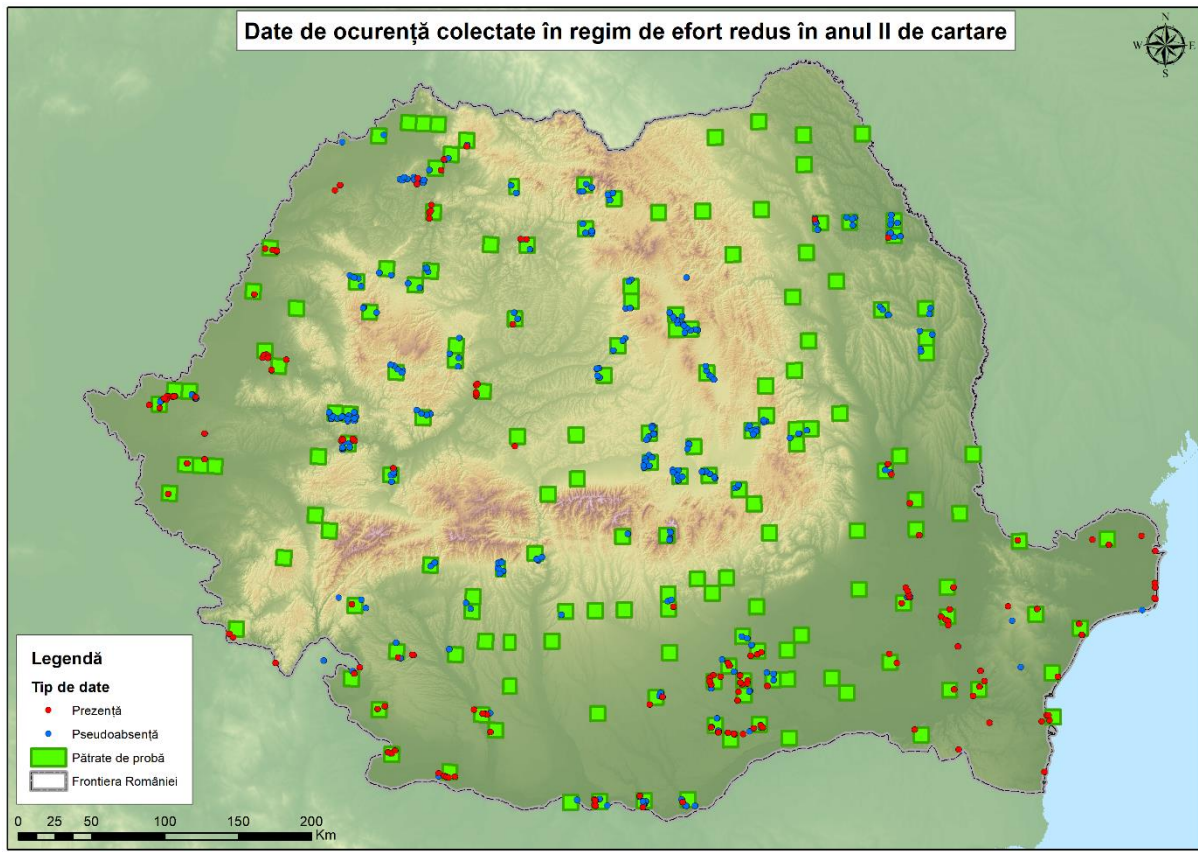 Date de ocurență colectate în regim de efort redus în anul II de cartare
N
W E
S
Legendă
Tip de date
Prezență
Pseudoabsență
Pătrate de probă
Frontiera României
0 25 50 100 150 200
Km